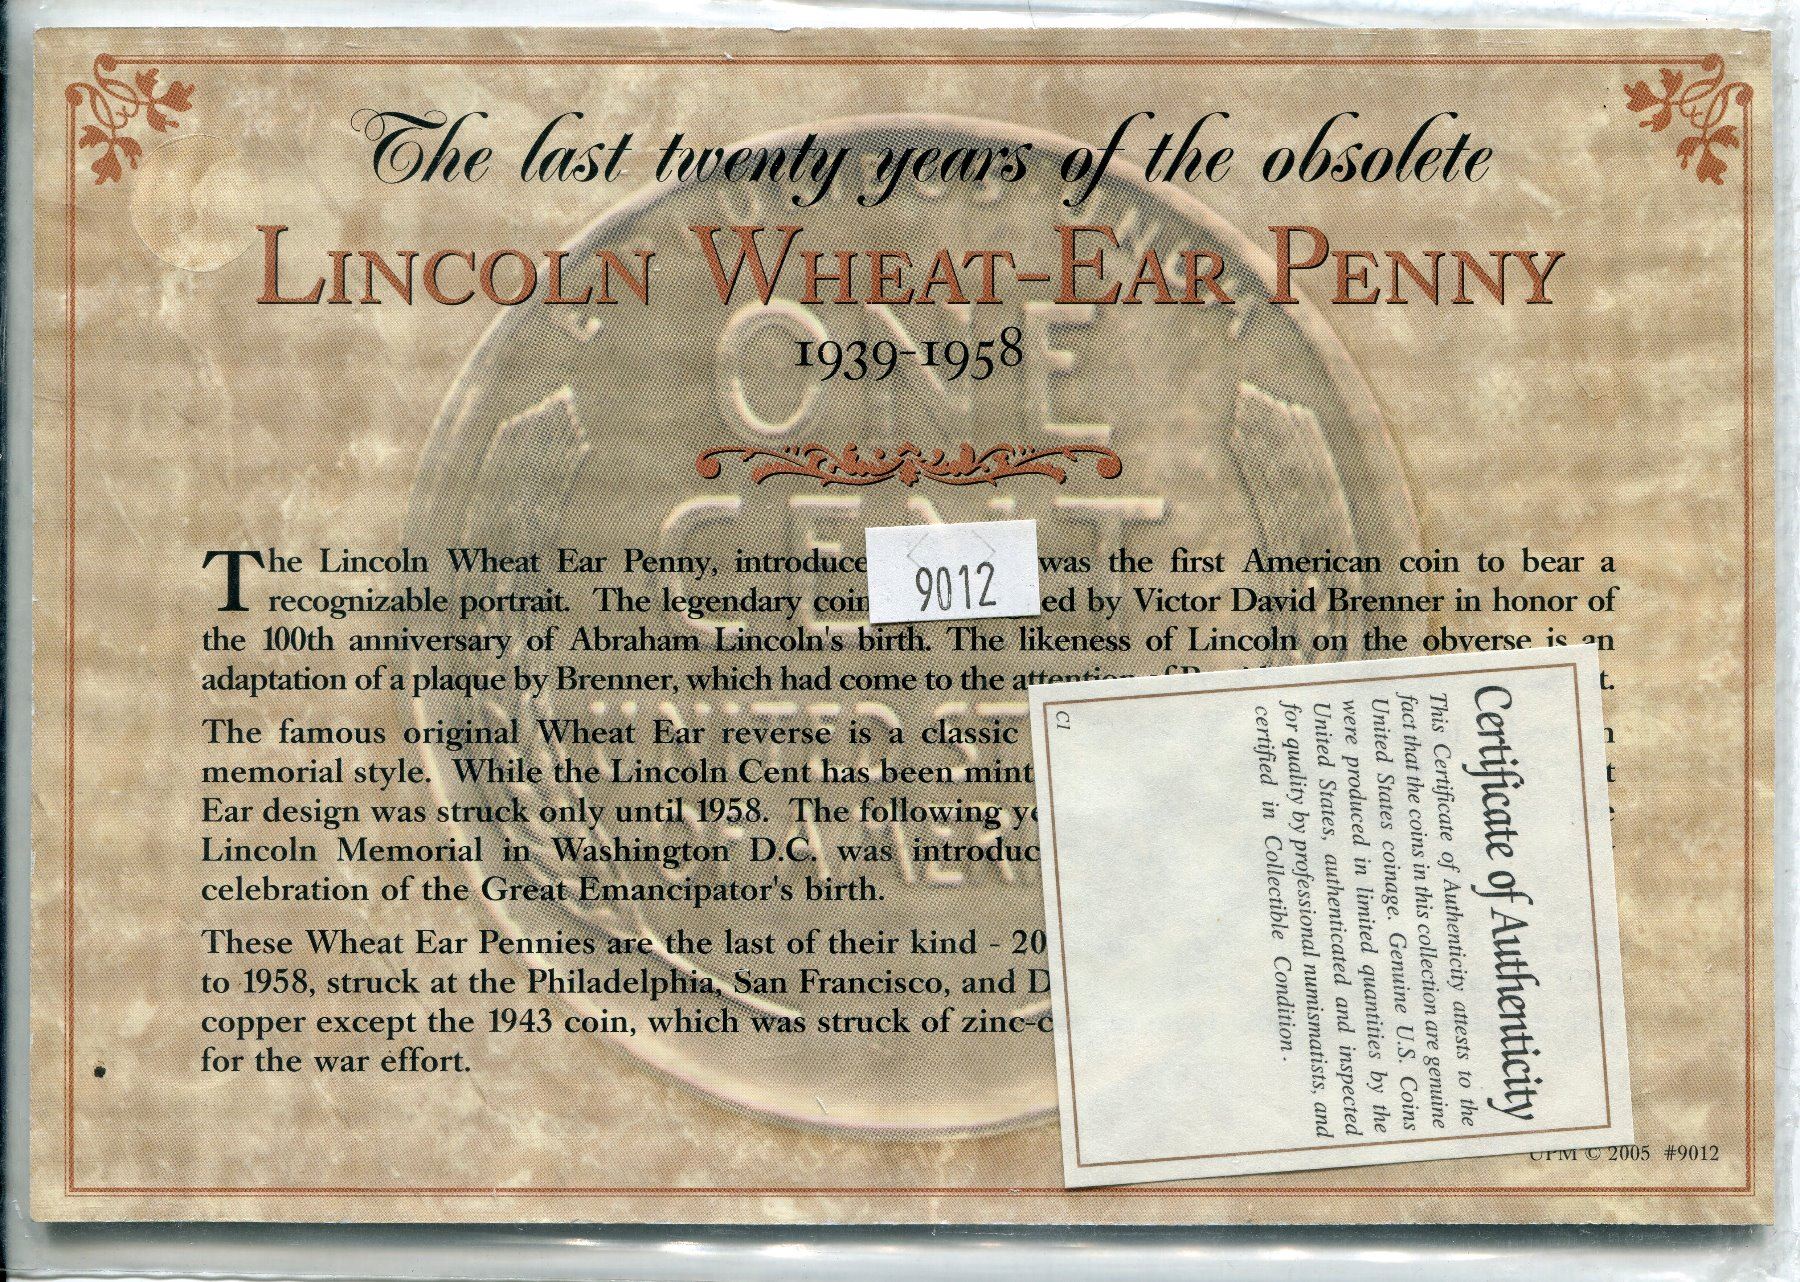 The last twenty years of the obsolete
LINCOLN WHEAT-EAR PENNY
1939-1958
The Lincoln Wheat Ear Penny, introduce was the first American coin to bear a
recognizable portrait. The legendary coin ed by Victor David Brenner in honor of
the 100th anniversary of Abraham Lincoln's birth. The likeness of Lincoln on the obverse is an
adaptation of a plaque by Brenner, which had come to the attention of t.
The famous original Wheat Ear reverse is a classic
memorial style. While the Lincoln Cent has been mint
Ear design was struck only until 1958. The following ye
Lincoln Memorial in Washington D.C. was introduc
celebration of the Great Emancipator's birth.
These Wheat Ear Pennies are the last of their kind - 20
to 1958, struck at the Philadelphia, San Francisco, and D
copper except the 1943 coin, which was struck of zinc-c
for the war effort.
9012
Certificate of Authenticity
This Certificate of Authenticity attests to the
fact that the coins in this collection are genuine
United States coinage. Genuine U.S. Coins
were produced in limited quantities by the
United States, authenticated and inspected
for quality by professional numismatists, and
certified in Collectible Condition.
C1
UPM © 2005 #9012
ONE
CENT